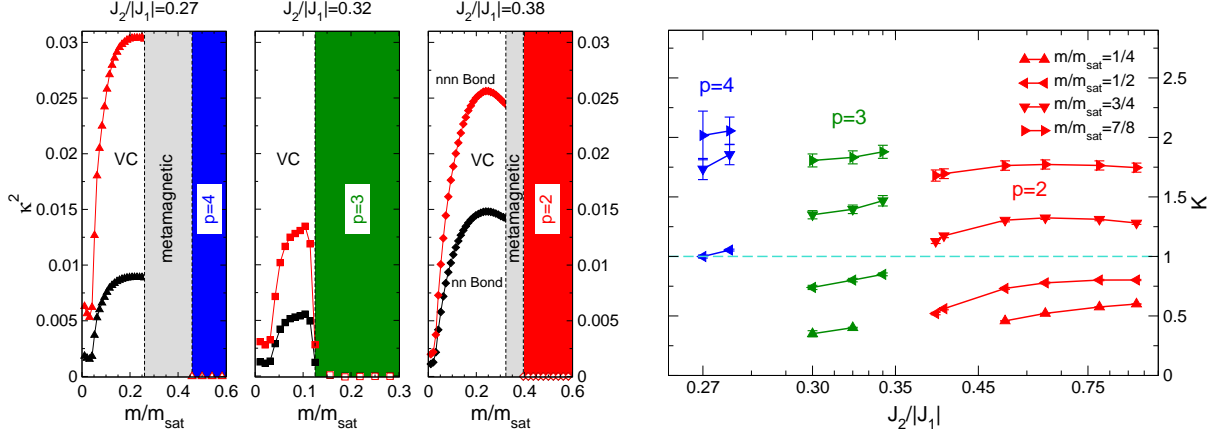 J2/|J1|=0.27
J2/|J1|=0.32
J2/|J1|=0.38
κ2
0.03
0.025
0.02
0.015
0.01
0.005
0
VC
metamagnetic
p=4
0 0.2 0.4 0.6
m/msat
VC
p=3
0 0.1 0.2 0.3
m/msat
nnn Bond
VC
nn Bond
metamagnetic
p=2
0 0.2 0.4 0.6
m/msat
0.03
0.025
0.02
0.015
0.01
0.005
0
p=4
p=3
p=2
m/msat=1/4
m/msat=1/2
m/msat=3/4
m/msat=7/8
2.5
2
1.5
1
0.5
0
K
0.27 0.30 0.35 0.45 0.75
J2/|J1|